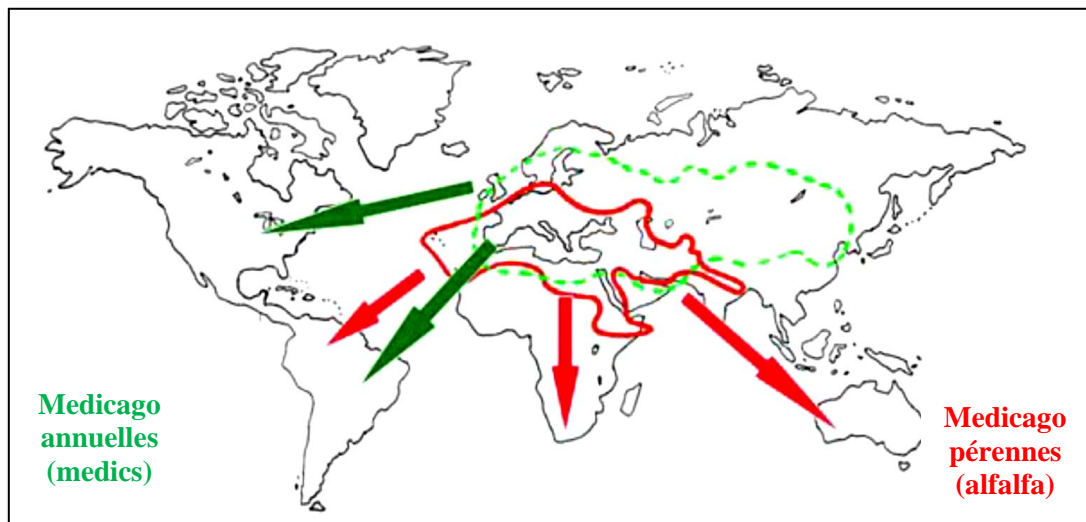 Medicago
annuelles
(medics)
Medicago
pérennes
(alfalfa)